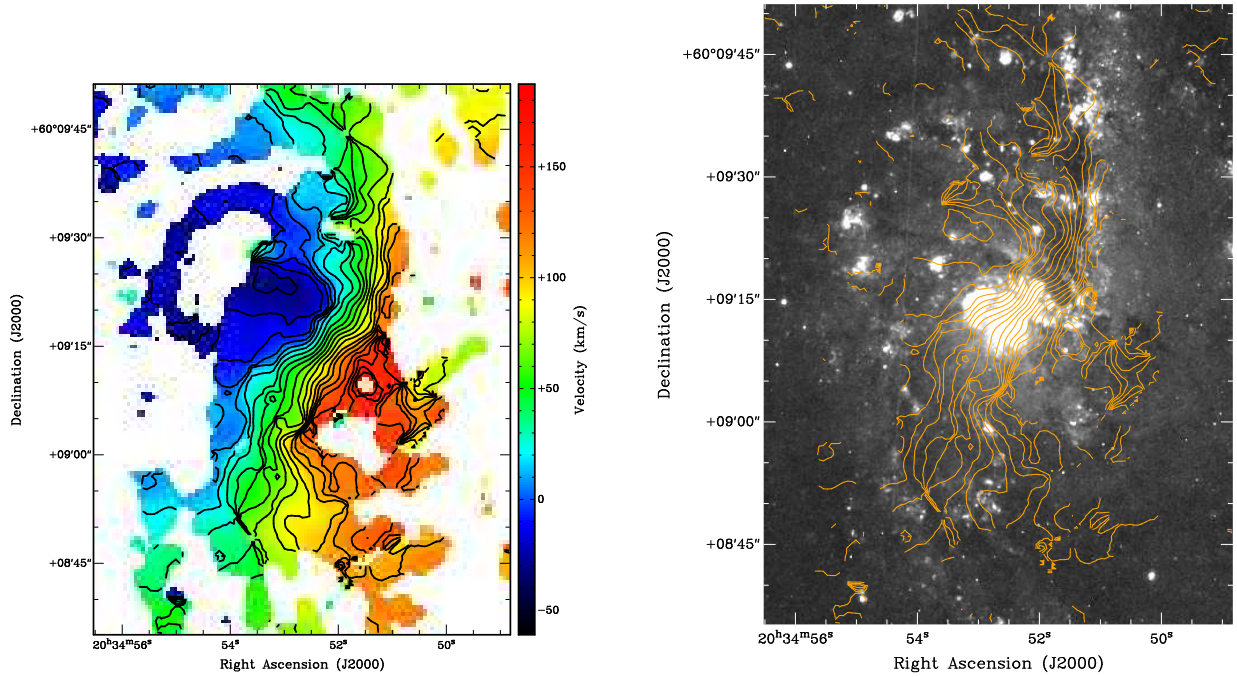 +60°09'45"
+09'30"
+09'15"
+09'00"
+08'45"
Declination (J2000)
20ʰ34ᵐ56ˢ 54ˢ 52ˢ 50ˢ
Right Ascension (J2000)
+150
+100
+50
0
−50
Velocity (km/s)
+60°09'45"
+09'30"
+09'15"
+09'00"
+08'45"
Declination (J2000)
20ʰ34ᵐ56ˢ 54ˢ 52ˢ 50ˢ
Right Ascension (J2000)